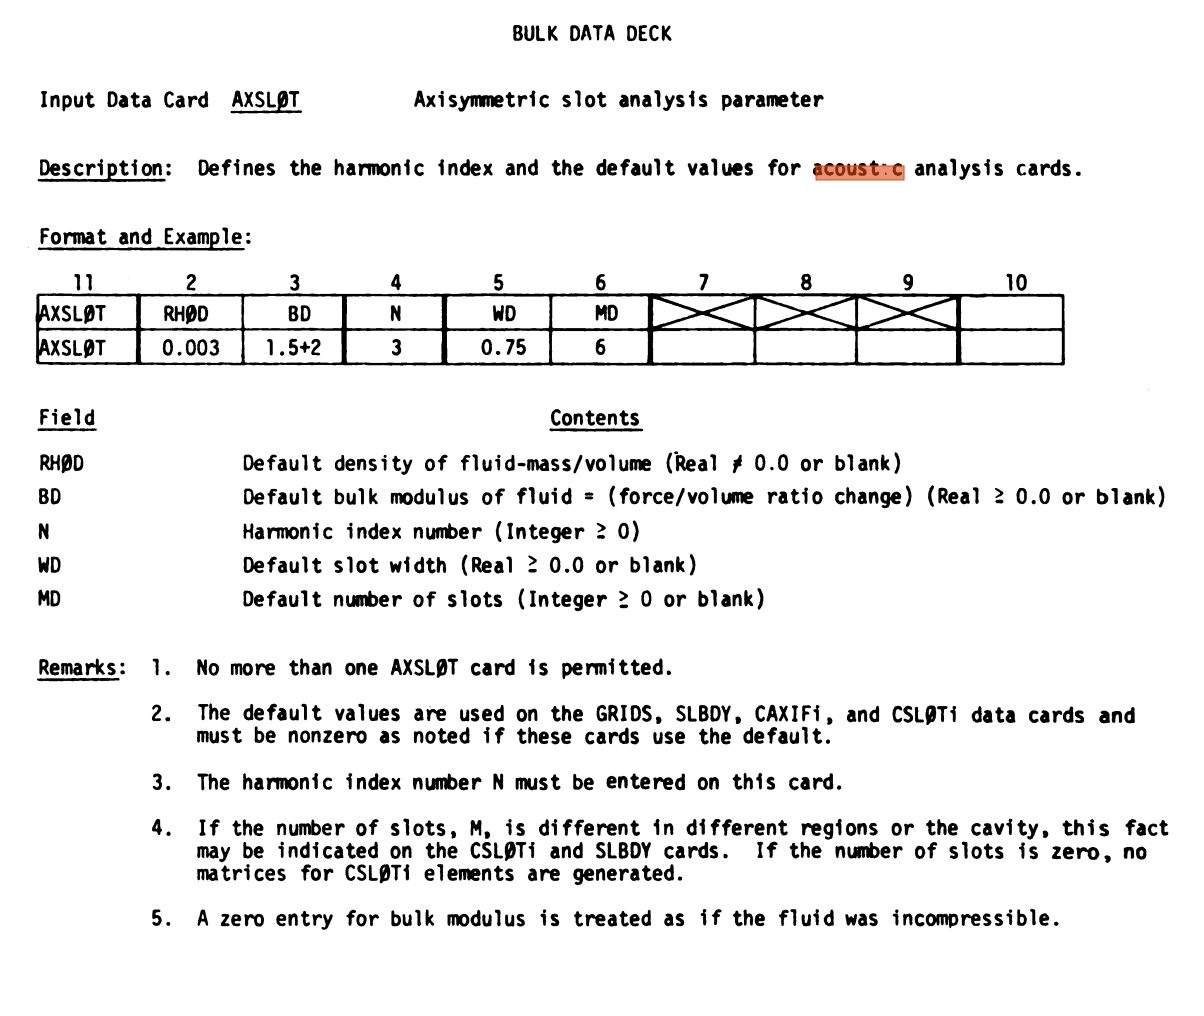 BULK DATA DECK
Input Data Card AXSLØT Axisymmetric slot analysis parameter
Description: Defines the harmonic index and the default values for acoustic analysis cards.
Format and Example:
11 2 3 4 5 6 7 8 9 10
AXSLØT RHØD BD N WD MD
AXSLØT 0.003 1.5+2 3 0.75 6
Field Contents
RHØD Default density of fluid-mass/volume (Real ≠ 0.0 or blank)
BD Default bulk modulus of fluid = (force/volume ratio change) (Real ≥ 0.0 or blank)
N Harmonic index number (Integer ≥ 0)
WD Default slot width (Real ≥ 0.0 or blank)
MD Default number of slots (Integer ≥ 0 or blank)
Remarks: 1. No more than one AXSLØT card is permitted.
2. The default values are used on the GRIDS, SLBDY, CAXIFi, and CSLØTi data cards and
must be nonzero as noted if these cards use the default.
3. The harmonic index number N must be entered on this card.
4. If the number of slots, M, is different in different regions or the cavity, this fact
may be indicated on the CSLØTi and SLBDY cards. If the number of slots is zero, no
matrices for CSLØTi elements are generated.
5. A zero entry for bulk modulus is treated as if the fluid was incompressible.